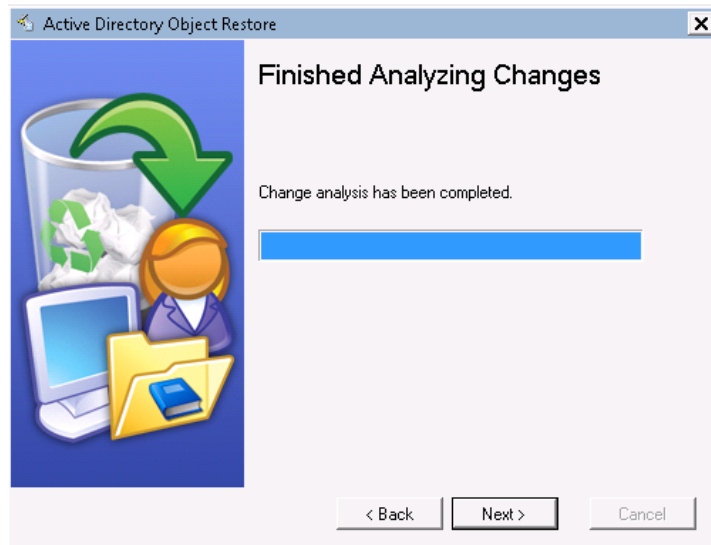 Active Directory Object Restore
Finished Analyzing Changes
Change analysis has been completed.
< Back
Next >
Cancel